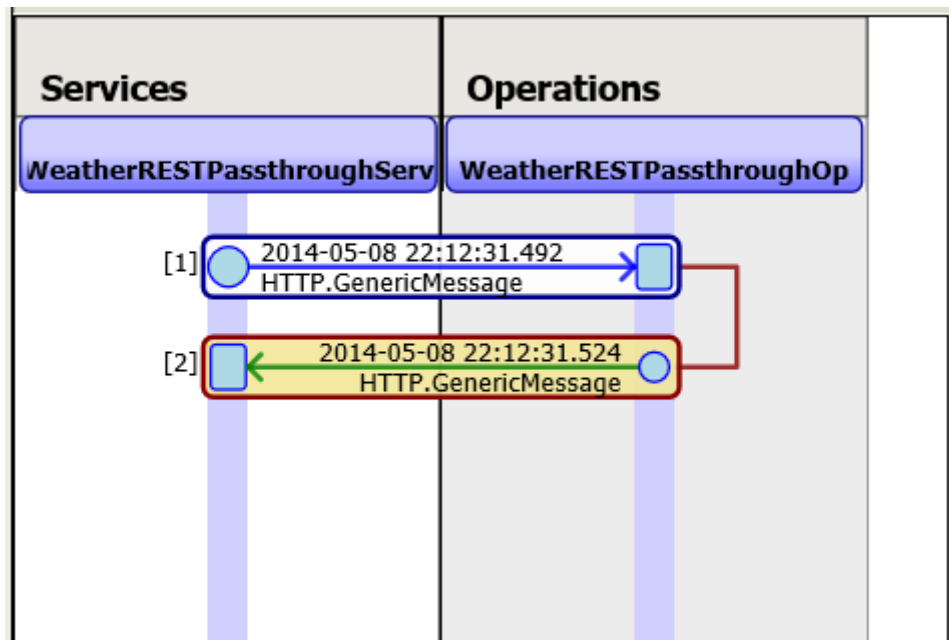 Services
Operations
WeatherRESTPassthroughServ
WeatherRESTPassthroughOp
[1]
2014-05-08 22:12:31.492
HTTP.GenericMessage
[2]
2014-05-08 22:12:31.524
HTTP.GenericMessage